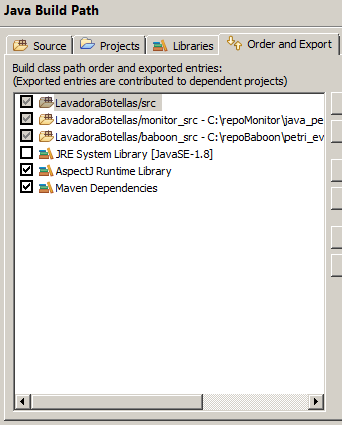 Java Build Path
Source Projects Libraries Order and Export
Build class path order and exported entries:
(Exported entries are contributed to dependent projects)
LavadoraBotellas/src
LavadoraBotellas/monitor_src - C:\repoMonitor\java_pe
LavadoraBotellas/baboon_src - C:\repoBaboon\petri_ev
JRE System Library [JavaSE-1.8]
AspectJ Runtime Library
Maven Dependencies